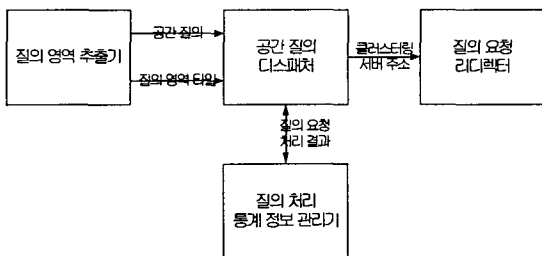 질의 영역 추출기
공간 질의
질의 영역 타일
공간 질의
디스패처
클러스터링
서버 주소
질의 요청
리디렉터
질의 요청
처리 결과
질의 처리
통계 정보 관리기